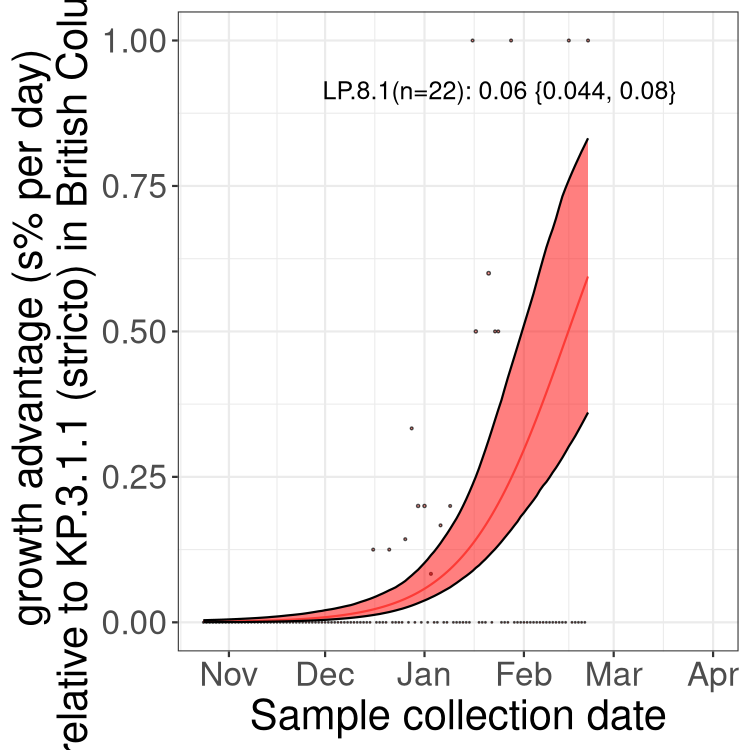 growth advantage (s% per day)
relative to KP.3.1.1 (stricto) in British
1.00
0.75
0.50
0.25
0.00
LP.8.1(n=22): 0.06 {0.044, 0.08}
Nov Dec Jan Feb Mar Apr
Sample collection date